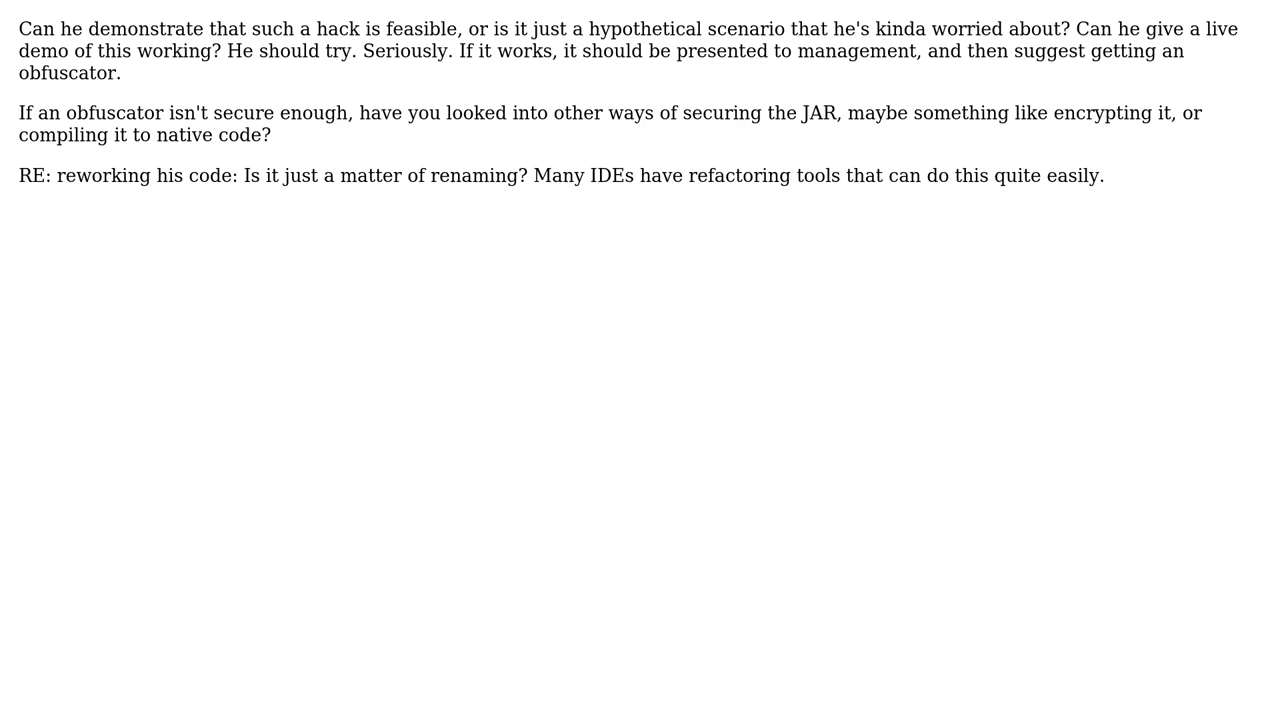 Can he demonstrate that such a hack is feasible, or is it just a hypothetical scenario that he's kinda worried about? Can he give a live
demo of this working? He should try. Seriously. If it works, it should be presented to management, and then suggest getting an
obfuscator.
If an obfuscator isn't secure enough, have you looked into other ways of securing the JAR, maybe something like encrypting it, or
compiling it to native code?
RE: reworking his code: Is it just a matter of renaming? Many IDEs have refactoring tools that can do this quite easily.